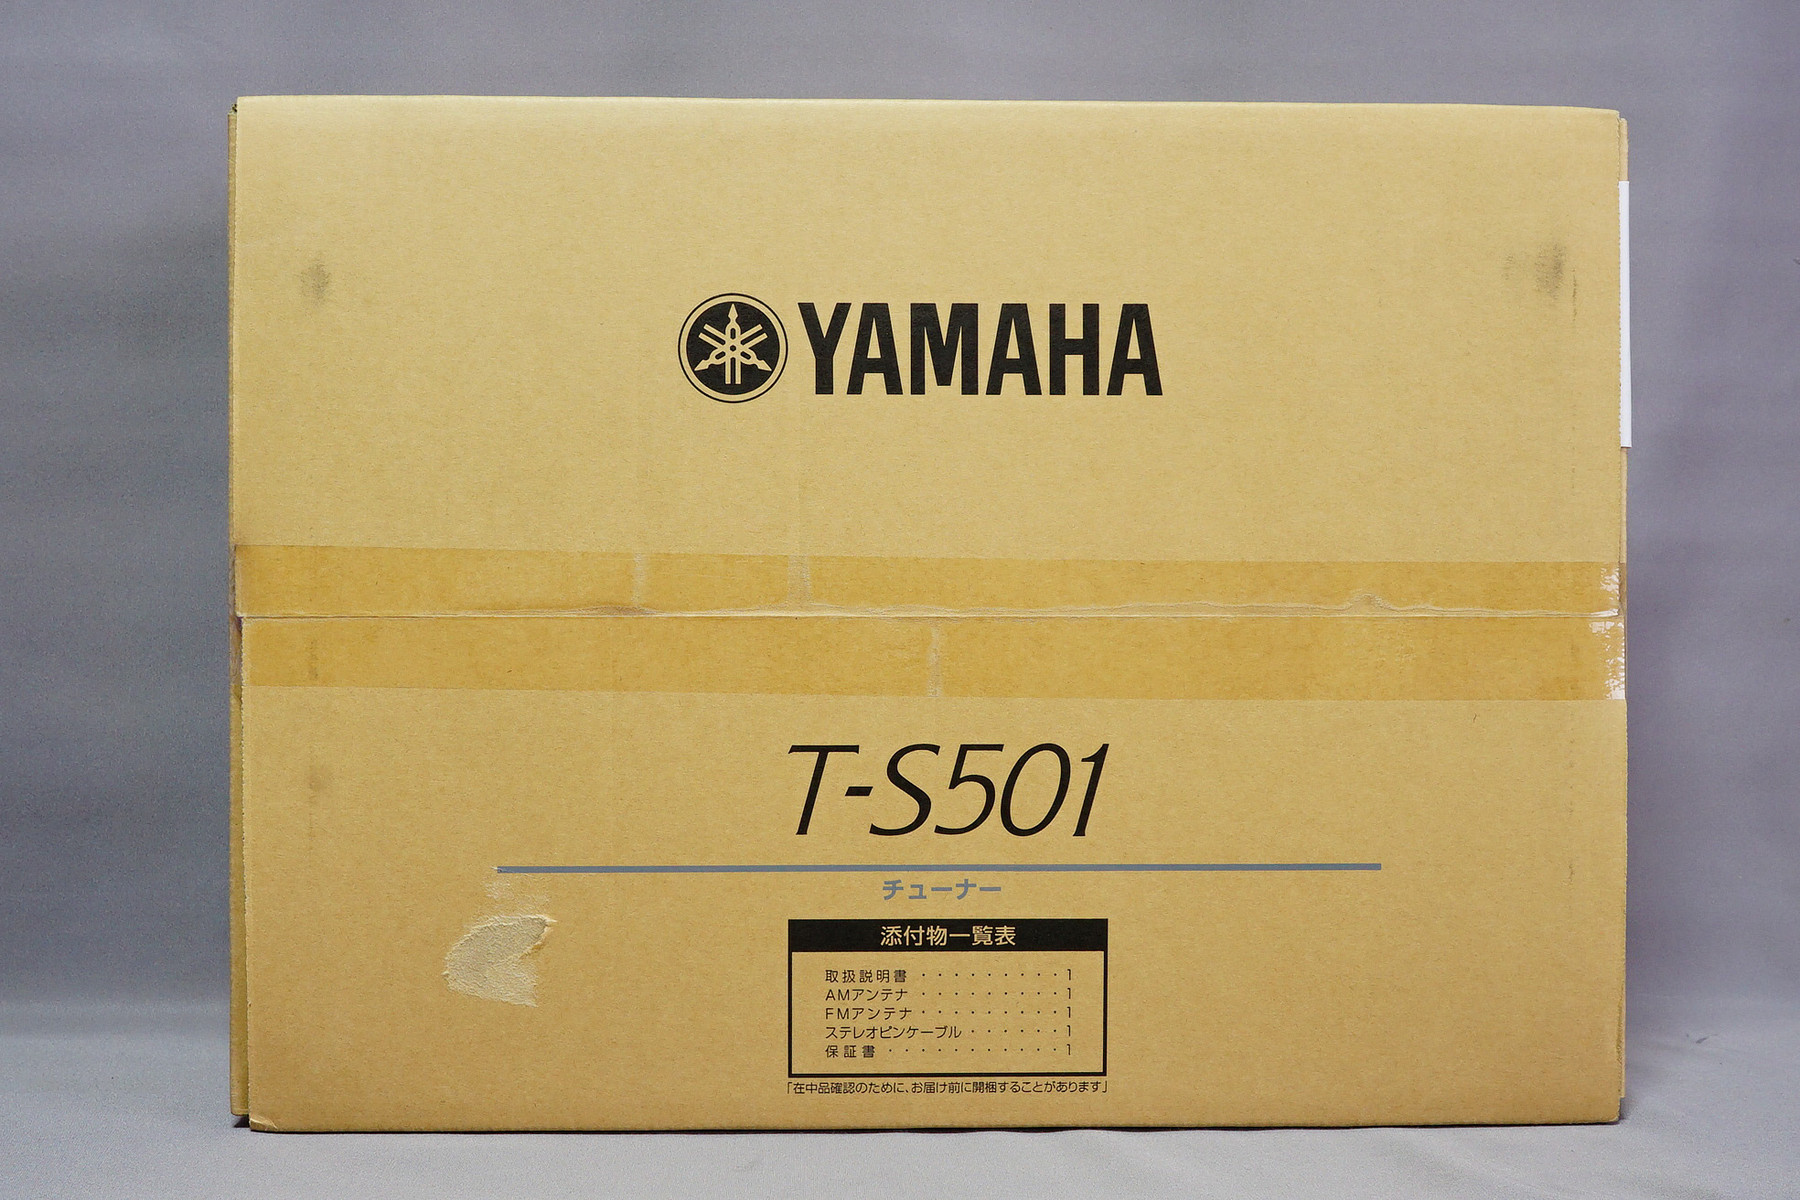 YAMAHA
T-S501
チューナー
添付物一覧表
取扱説明書 ・・・・・・・・・1
AMアンテナ ・・・・・・・・・1
FMアンテナ ・・・・・・・・・1
ステレオピンケーブル ・・・・・・1
保証書 ・・・・・・・・・・・1
「在中品確認のために、お届け前に開梱することがあります」